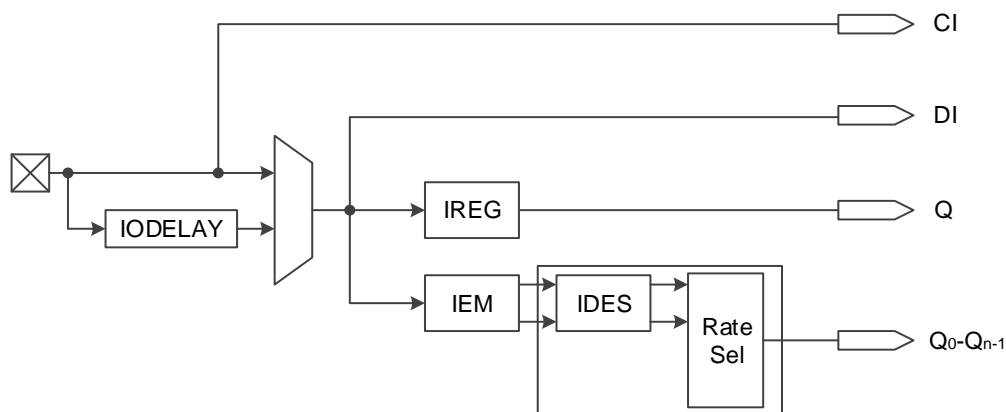 CI
DI
IREG
Q
IODELAY
IEM
IDES
Rate
Sel
Q0-Qn-1